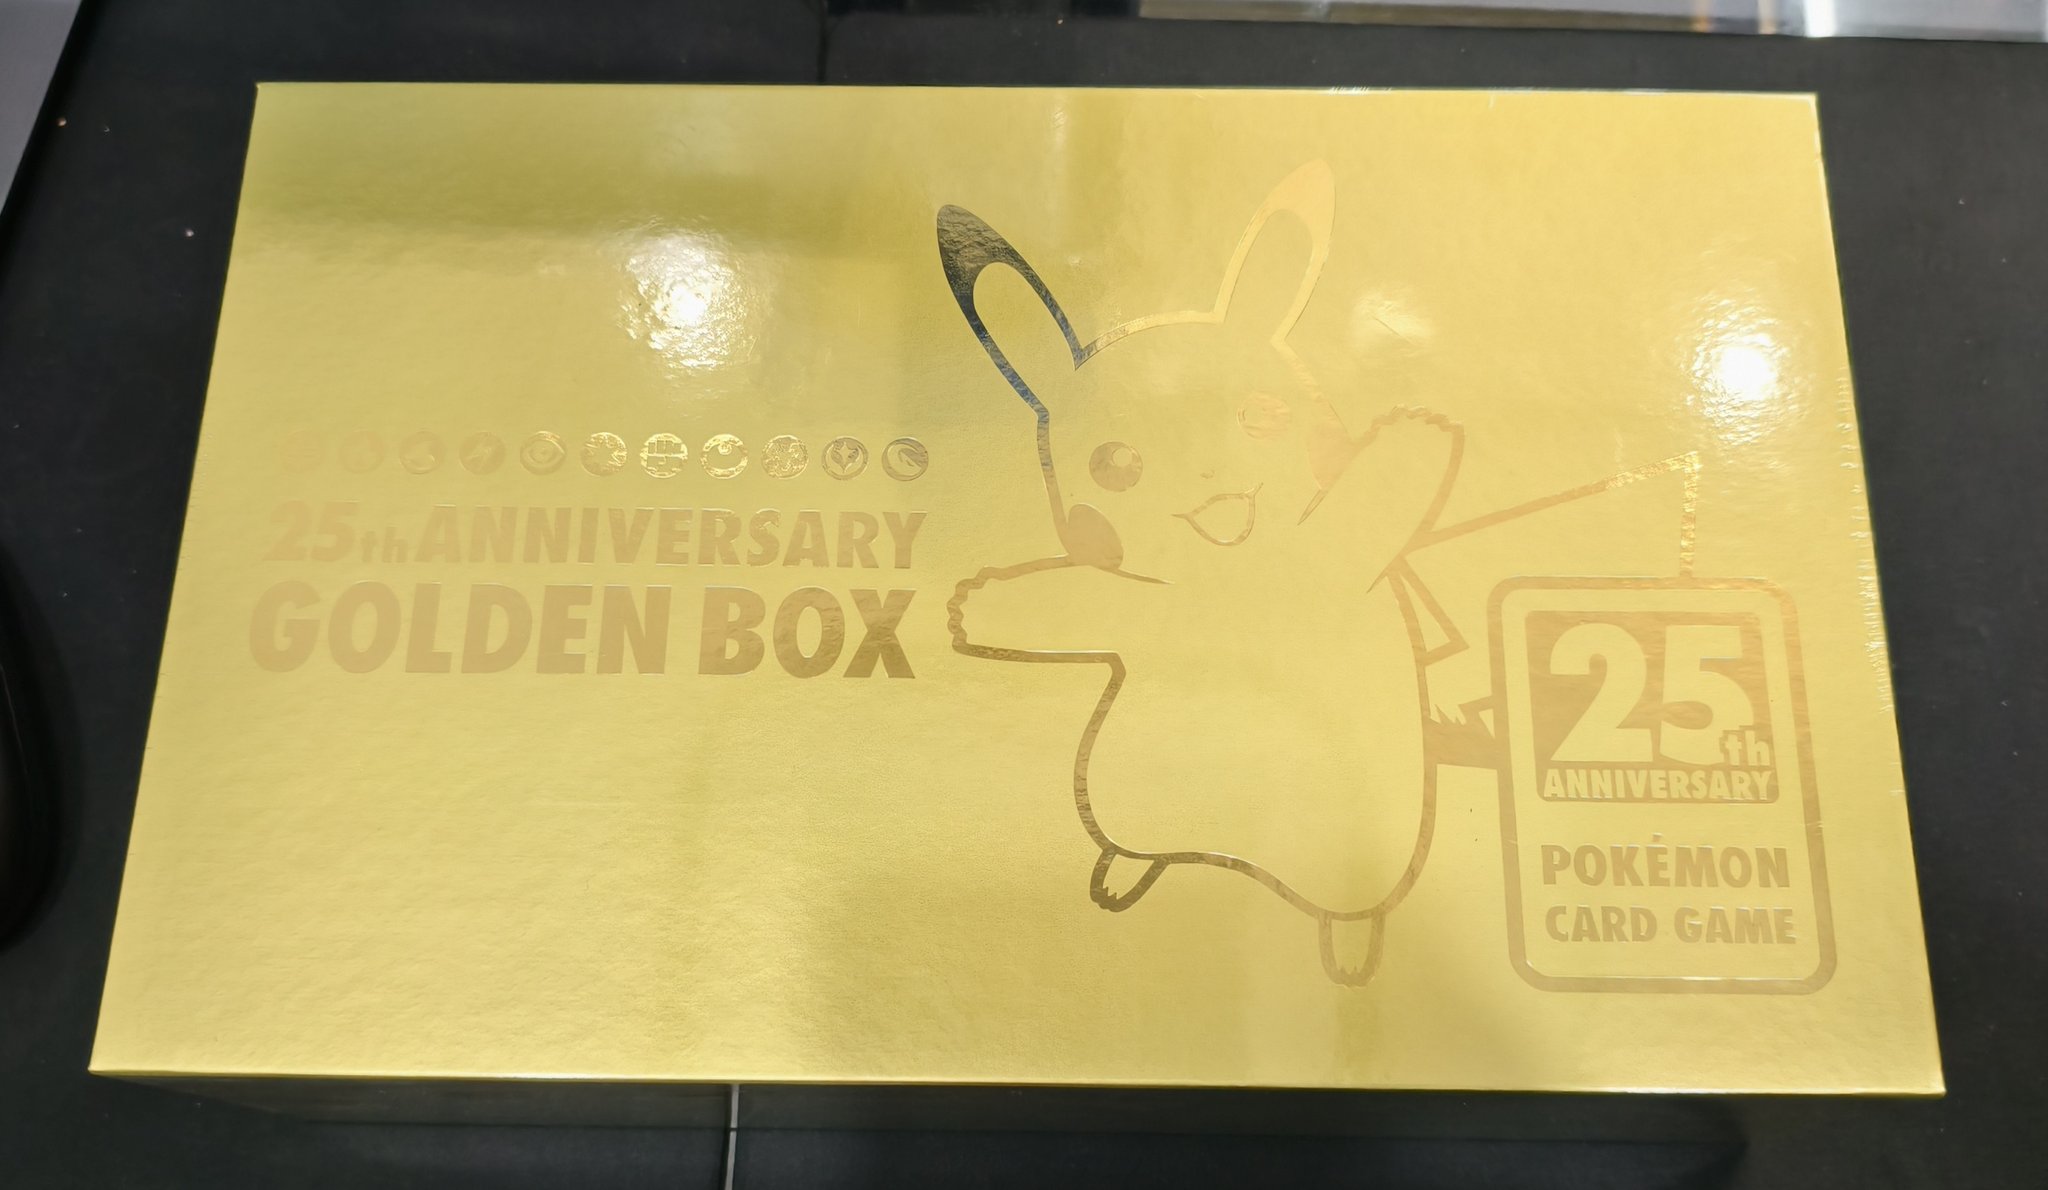 25th ANNIVERSARY
GOLDEN BOX
25th
ANNIVERSARY
POKÉMON
CARD GAME